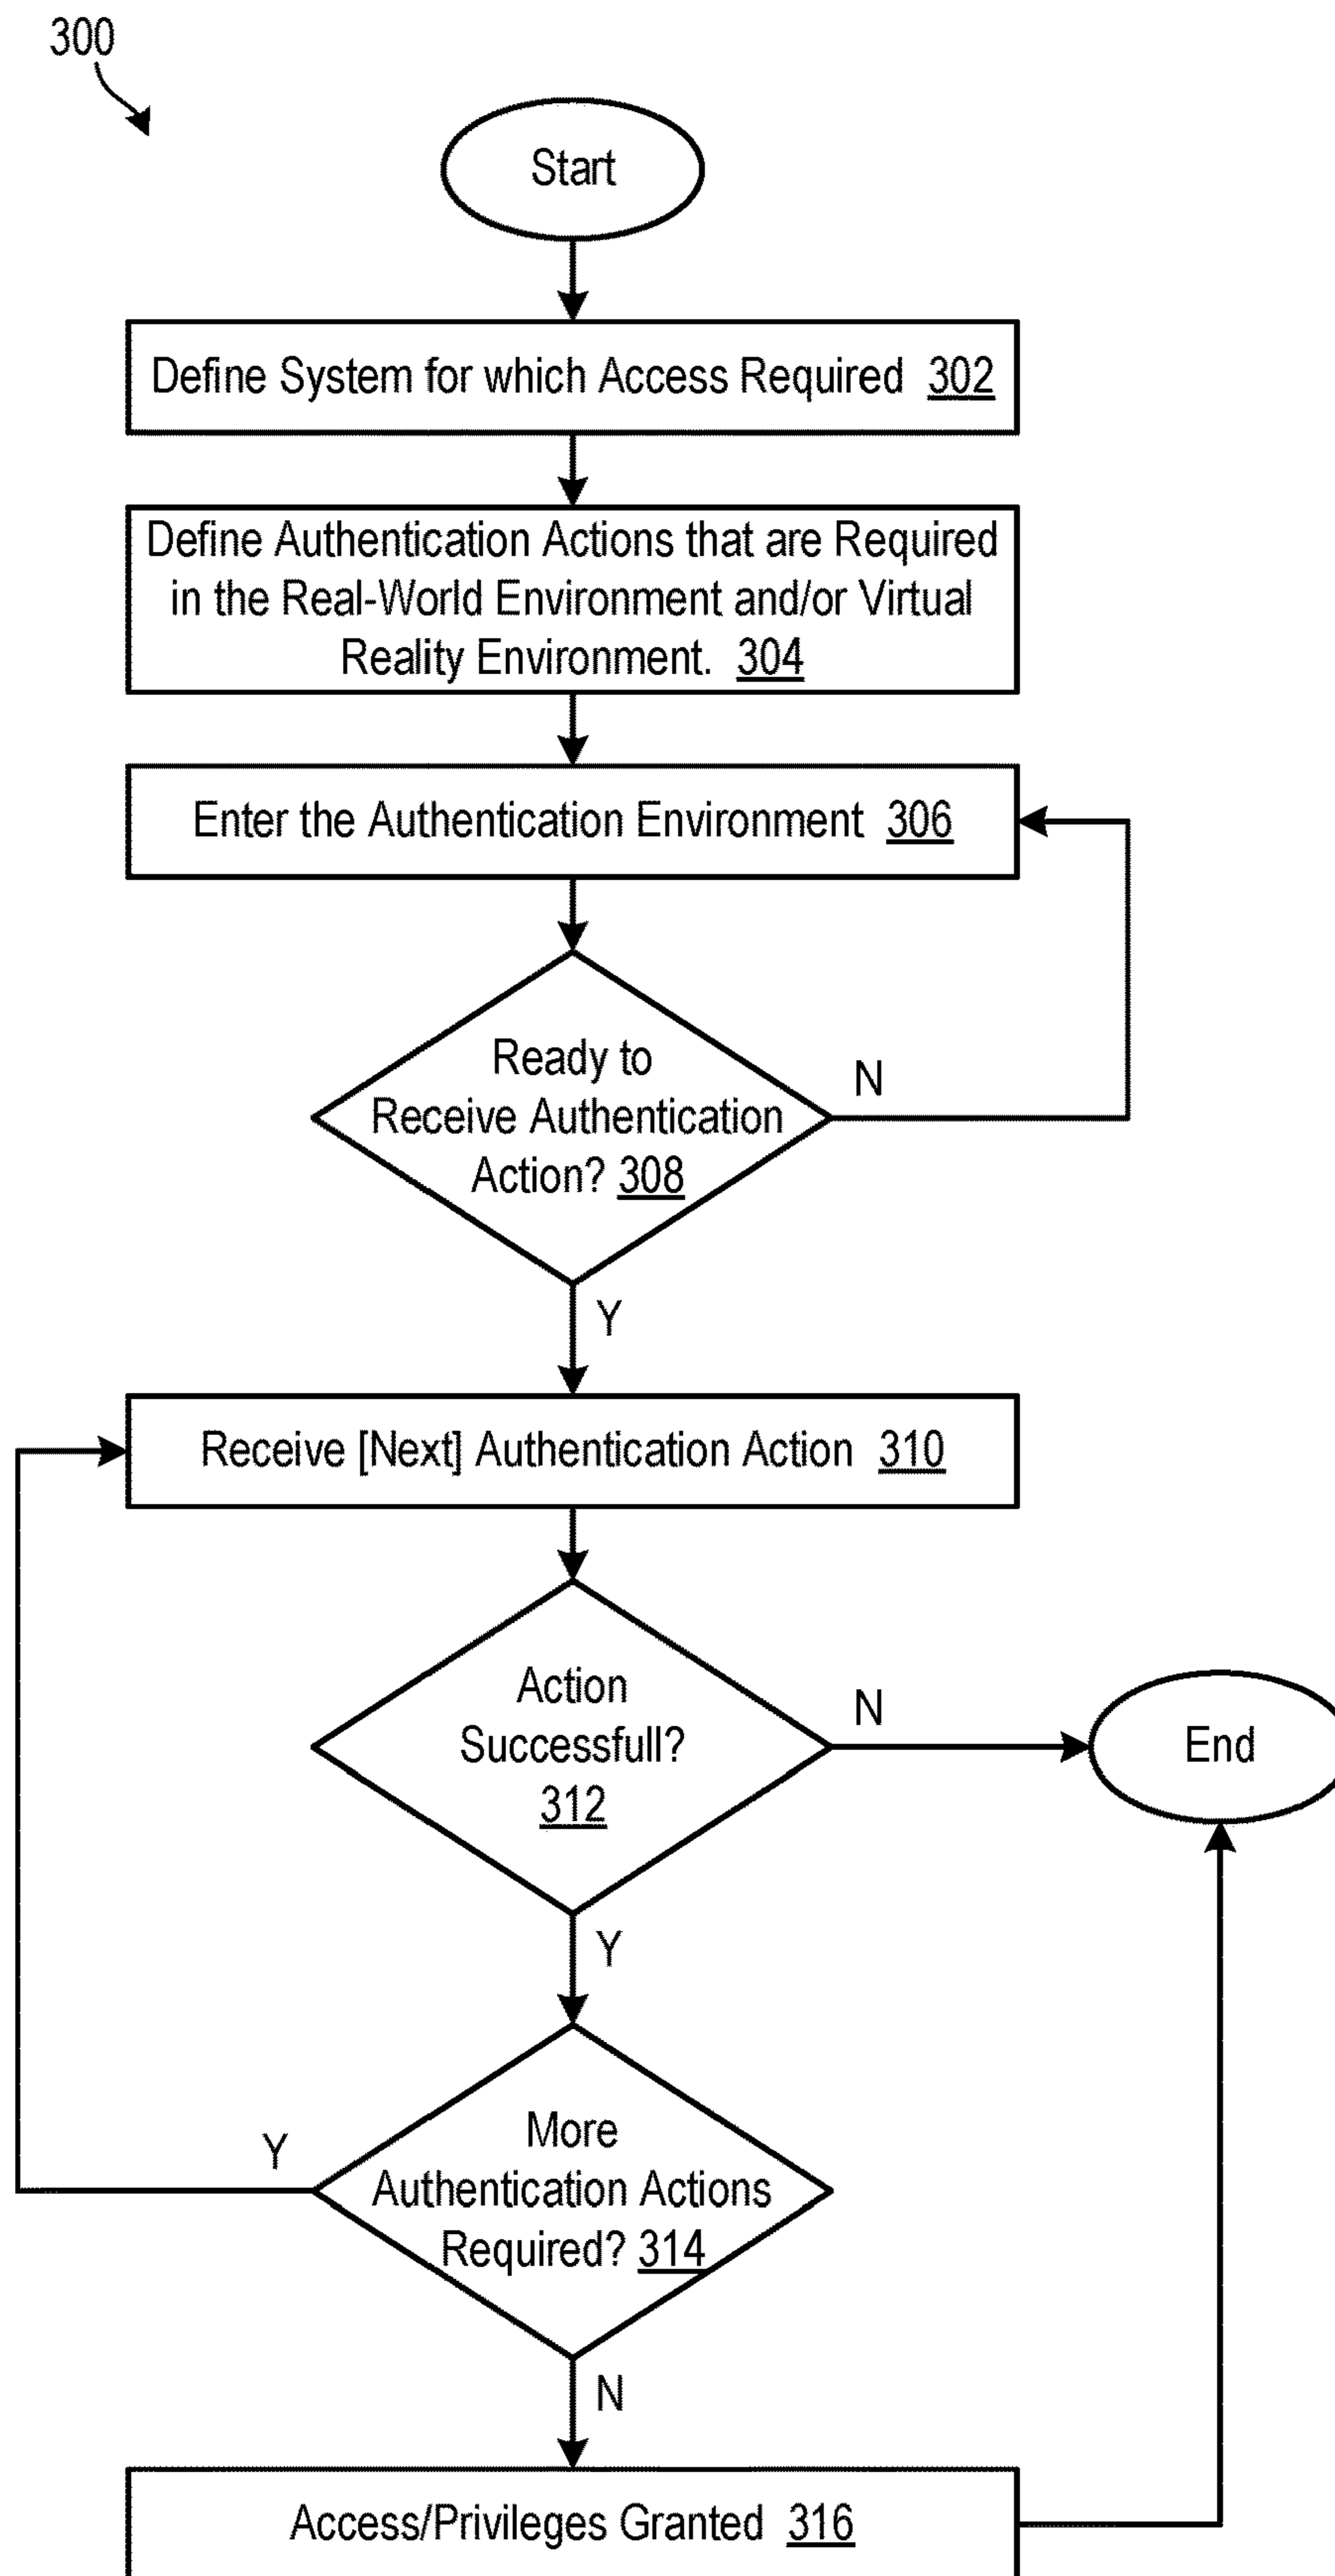 300
Start
Define System for which Access Required 302
Define Authentication Actions that are Required
in the Real-World Environment and/or Virtual
Reality Environment. 304
Enter the Authentication Environment 306
Ready to
Receive Authentication
Action? 308
N
Y
Receive [Next] Authentication Action 310
Action
Successfull?
312
N
End
Y
More
Authentication Actions
Required? 314
Y
N
Access/Privileges Granted 316